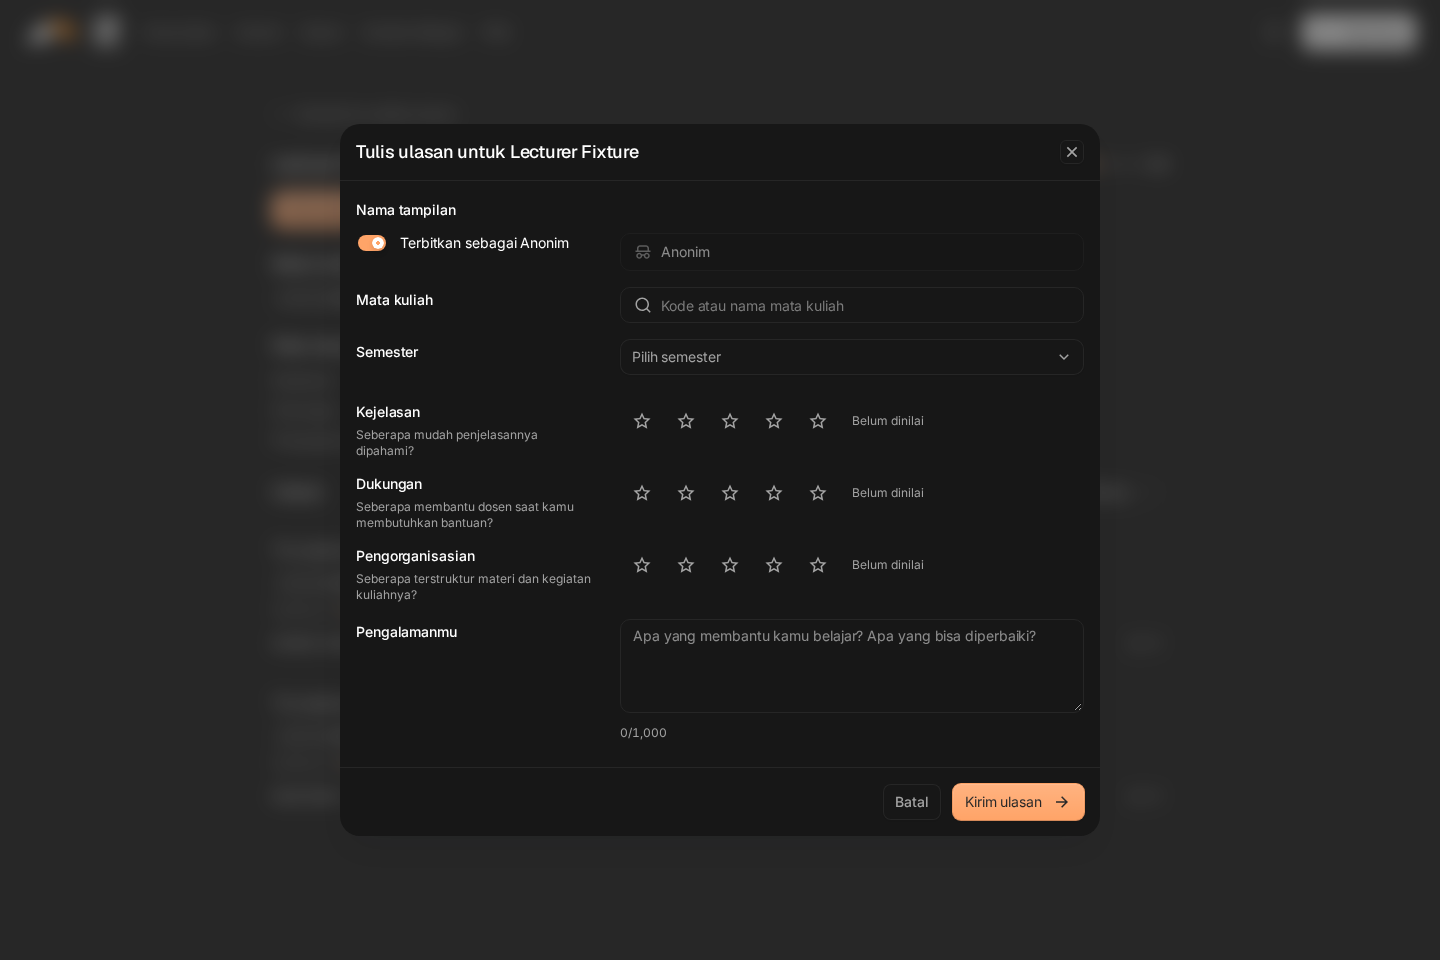 Tulis ulasan untuk Lecturer Fixture
Nama tampilan
Terbitkan sebagai Anonim
Anonim
Mata kuliah
Kode atau nama mata kuliah
Semester
Pilih semester
Kejelasan
Seberapa mudah penjelasannya
dipahami?
Belum dinilai
Dukungan
Seberapa membantu dosen saat kamu
membutuhkan bantuan?
Belum dinilai
Pengorganisasian
Seberapa terstruktur materi dan kegiatan
kuliahnya?
Belum dinilai
Pengalamanmu
Apa yang membantu kamu belajar? Apa yang bisa diperbaiki?
0/1,000
Batal
Kirim ulasan